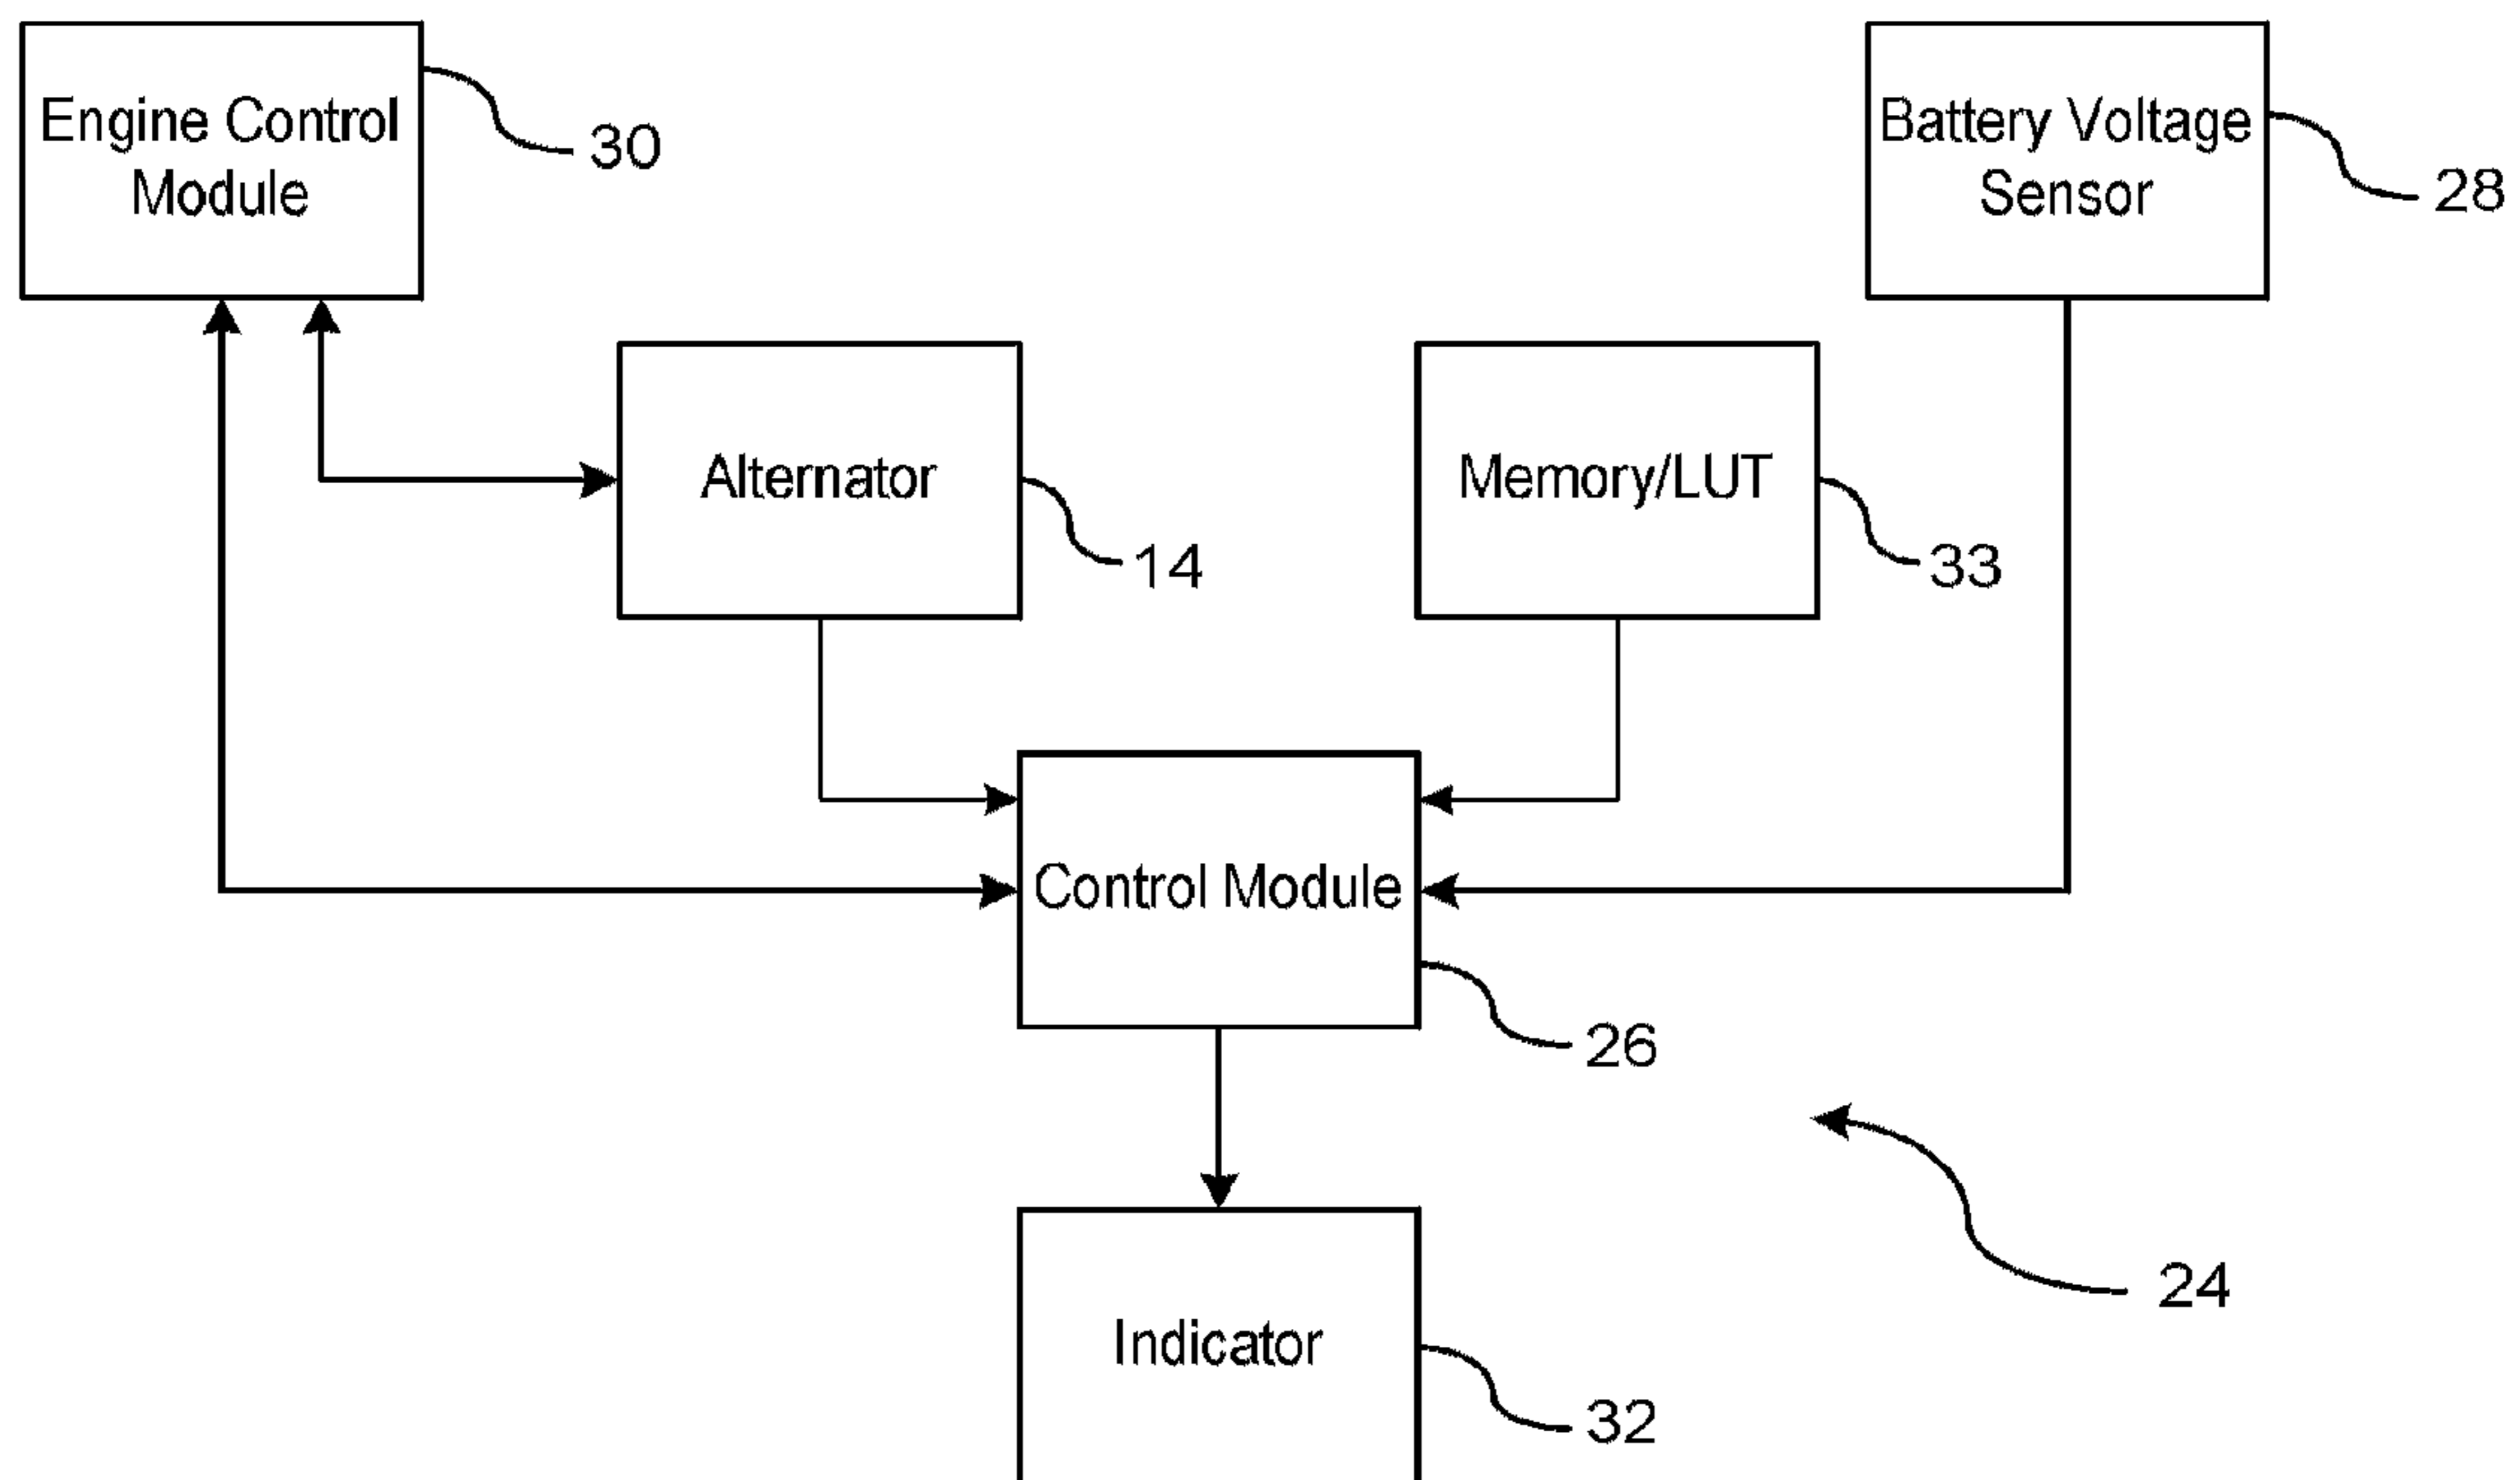 Engine Control
Module
30
Battery Voltage
Sensor
28
Alternator
14
Memory/LUT
33
Control Module
26
24
Indicator
32